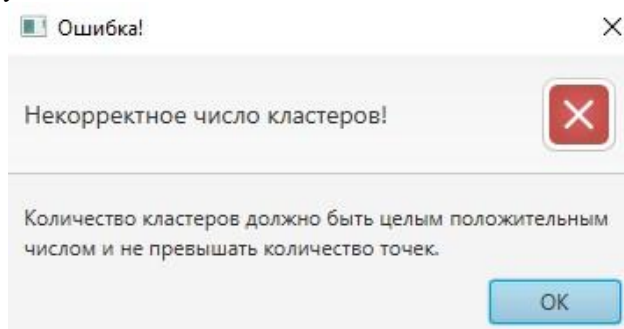 Ошибка!
Некорректное число кластеров!
Количество кластеров должно быть целым положительным
числом и не превышать количество точек.
OK